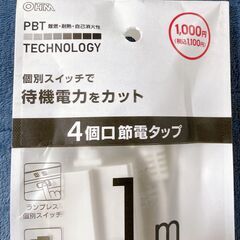 OHM
PBT 難燃・耐熱・自己消火性
TECHNOLOGY
1,000円
(税込1,100円)
個別スイッチで
待機電力をカット
4個口 節電タップ
1m
ランプレス
個別スイッチ